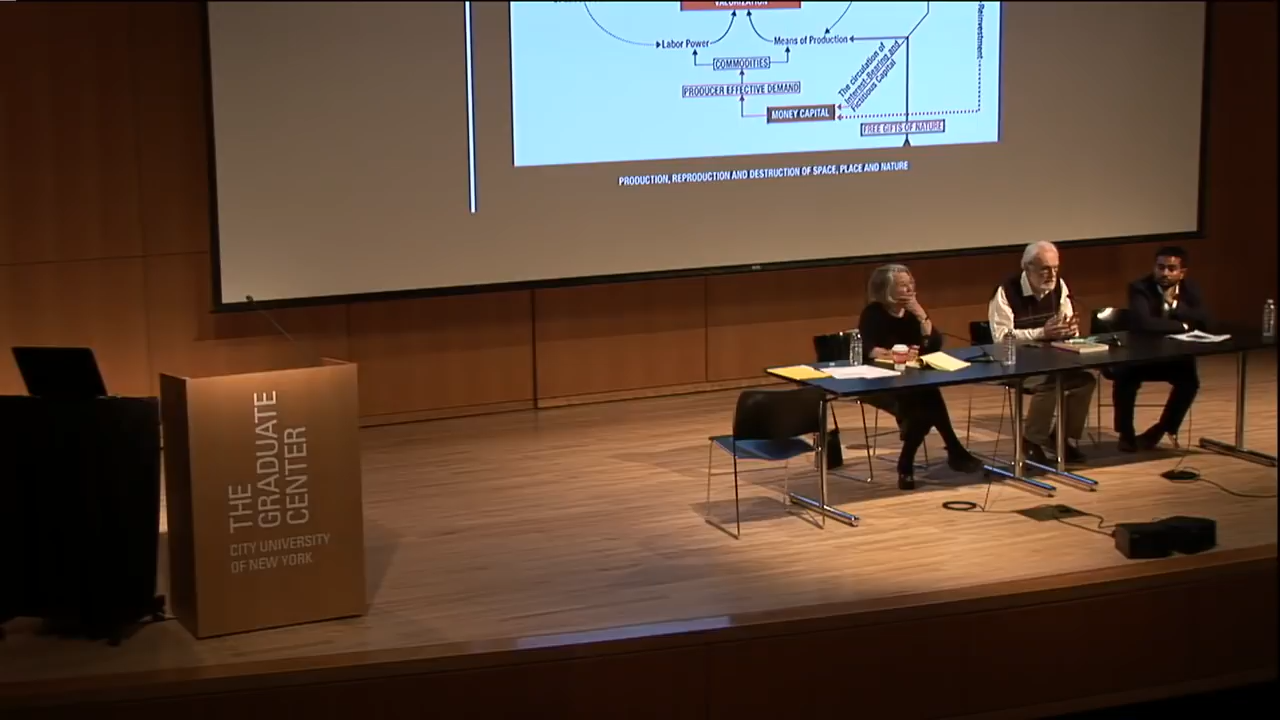 VALORIZATION
Labor Power
Means of Production
COMMODITIES
PRODUCER EFFECTIVE DEMAND
MONEY CAPITAL
The circulation of
Interest-Bearing and
Fictitious Capital
Reinvestment
FREE GIFTS OF NATURE
PRODUCTION, REPRODUCTION AND DESTRUCTION OF SPACE, PLACE AND NATURE
THE
GRADUATE
CENTER
CITY UNIVERSITY
OF NEW YORK